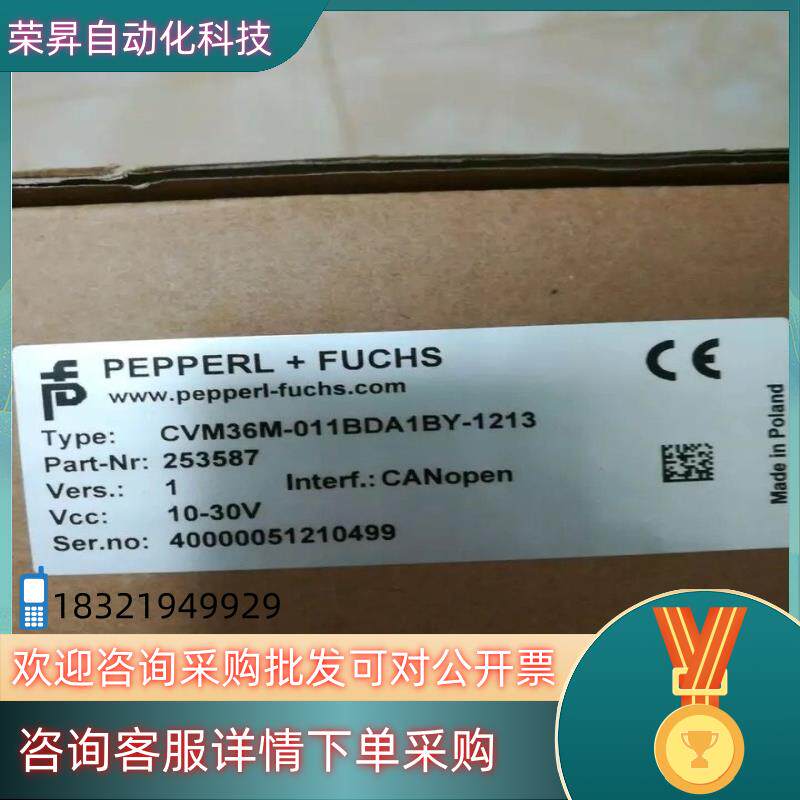 荣昇自动化科技
PEPPERL + FUCHS
www.pepperl-fuchs.com
CE
Type: CVM36M-011BDA1BY-1213
Part-Nr: 253587
Vers.: 1 Interf.: CANopen
Vcc: 10-30V
Ser.no: 40000051210499
Made in Poland
18321949929
欢迎咨询采购批发可对公开票
咨询客服详情下单采购